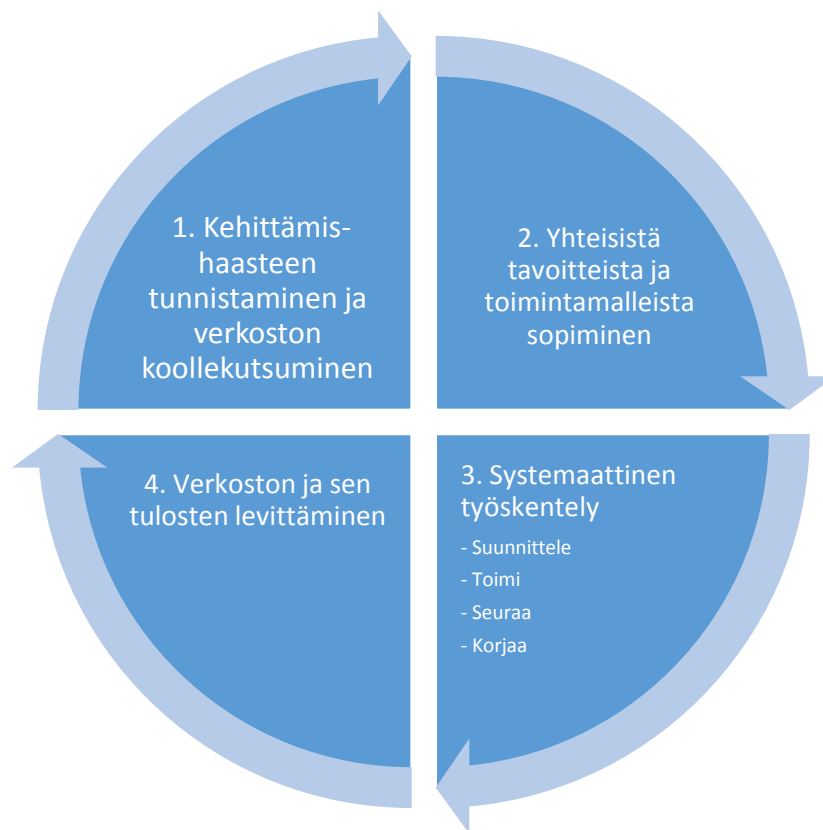 1. Kehittämis-
haasteen
tunnistaminen ja
verkoston
koollekutsuminen
2. Yhteisistä
tavoitteista ja
toimintamalleista
sopiminen
3. Systemaattinen
työskentely
- Suunnittele
- Toimi
- Seuraa
- Korjaa
4. Verkoston ja sen
tulosten levittäminen